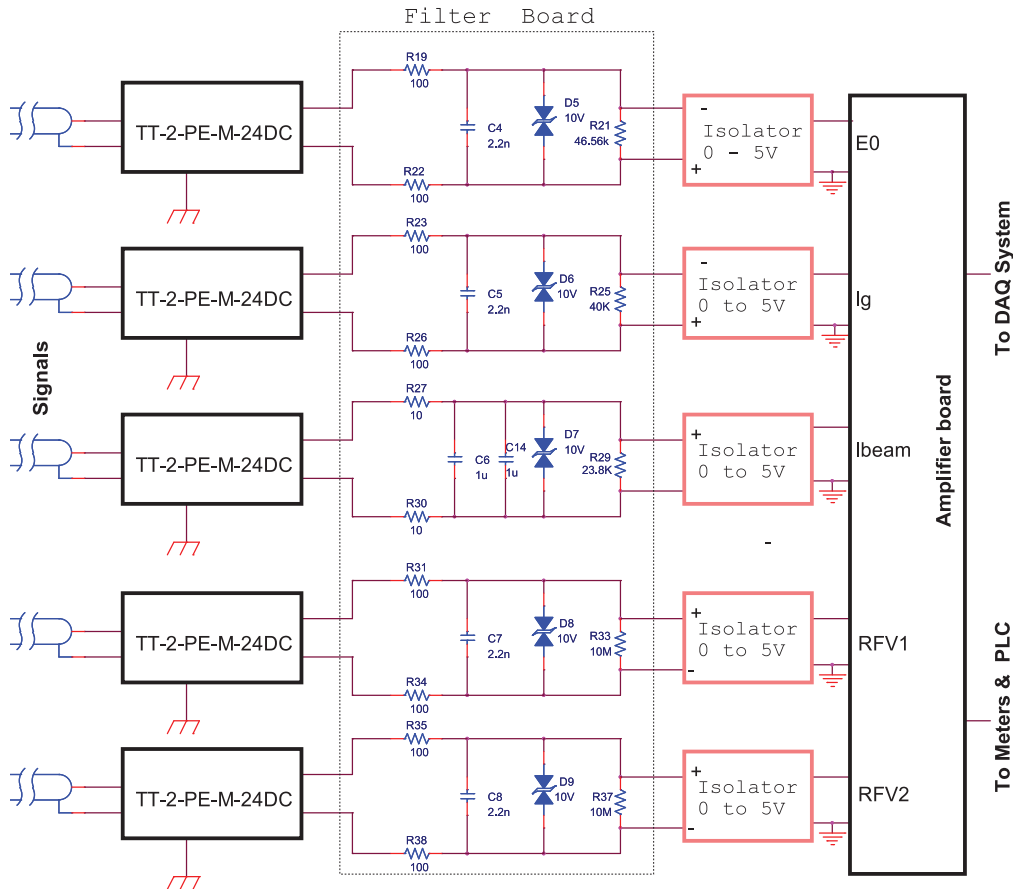 Filter Board
R19
100
TT-2-PE-M-24DC
C4
2.2n
D5
10V
R21
46.56k
R22
100
-
Isolator
0 - 5V
+
E0
R23
100
TT-2-PE-M-24DC
C5
2.2n
D6
10V
R25
40K
R26
100
-
Isolator
0 to 5V
+
Ig
Signals
R27
10
TT-2-PE-M-24DC
C6
1u
C14
1u
D7
10V
R29
23.8K
R30
10
+
Isolator
0 to 5V
Ibeam
-
R31
100
TT-2-PE-M-24DC
C7
2.2n
D8
10V
R33
10M
R34
100
+
Isolator
0 to 5V
-
RFV1
R35
100
TT-2-PE-M-24DC
C8
2.2n
D9
10V
R37
10M
R38
100
+
Isolator
0 to 5V
-
RFV2
Amplifier board
To DAQ System
To Meters & PLC